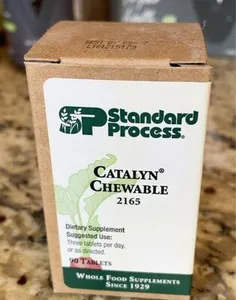 Standard
Process®
CATALYN®
CHEWABLE
2165
Dietary Supplement
Suggested Use:
Three tablets per day,
or as directed.
90 TABLETS
WHOLE FOOD SUPPLEMENTS
SINCE 1929